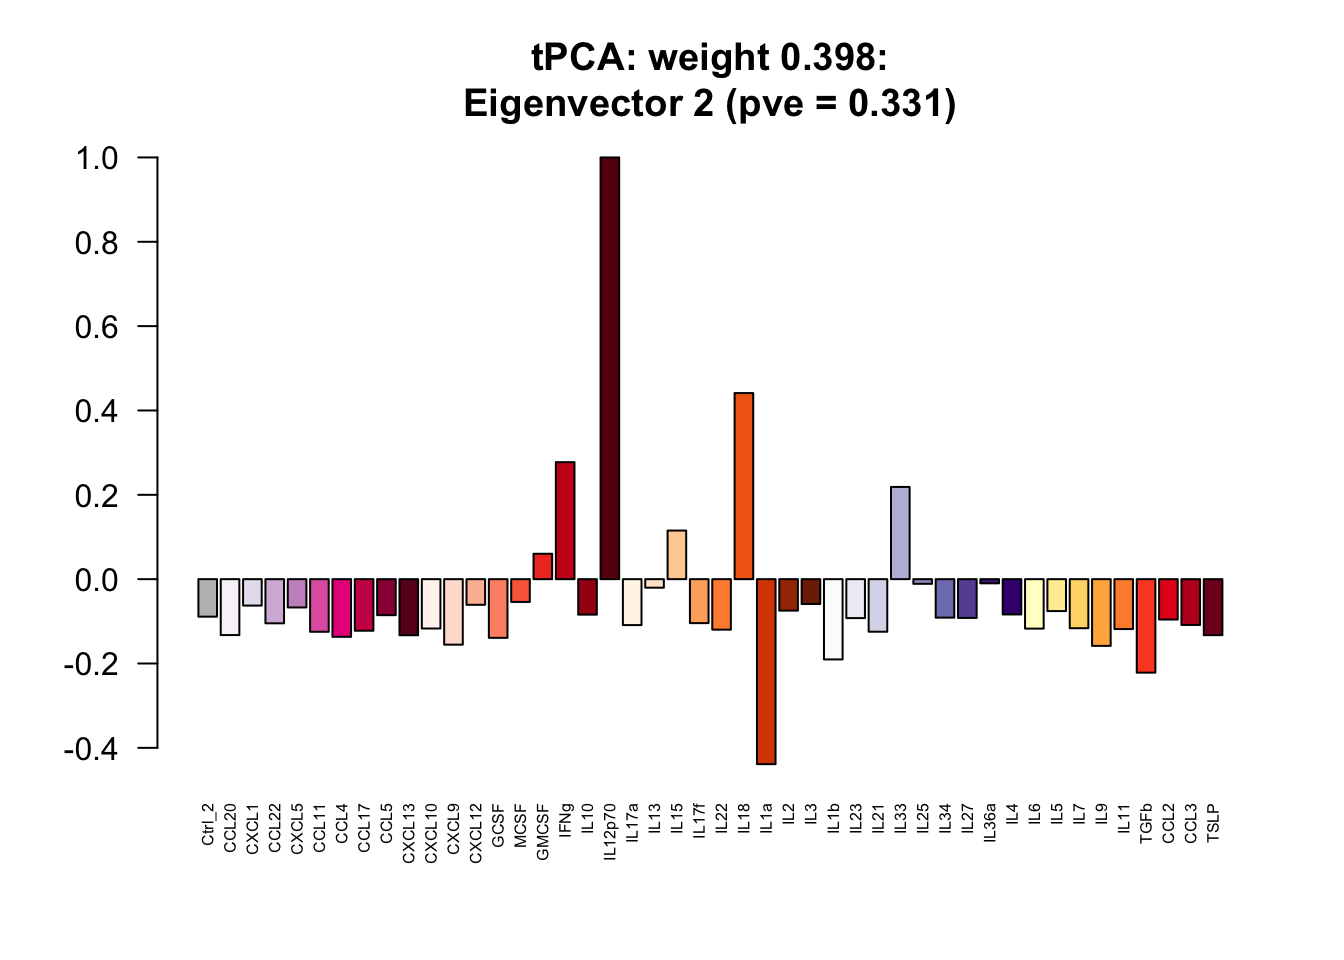 tPCA: weight 0.398:
Eigenvector 2 (pve = 0.331)
1.0
0.8
0.6
0.4
0.2
0.0
-0.2
-0.4
Ctrl_2
CCL20
CXCL1
CCL22
CXCL5
CCL11
CCL4
CCL17
CCL5
CXCL13
CXCL10
CXCL9
CXCL12
GCSF
MCSF
GMCSF
IFNg
IL10
IL12p70
IL17a
IL13
IL15
IL17f
IL22
IL18
IL1a
IL2
IL3
IL1b
IL23
IL21
IL33
IL25
IL34
IL27
IL36a
IL4
IL6
IL5
IL7
IL9
IL11
TGFb
CCL2
CCL3
TSLP